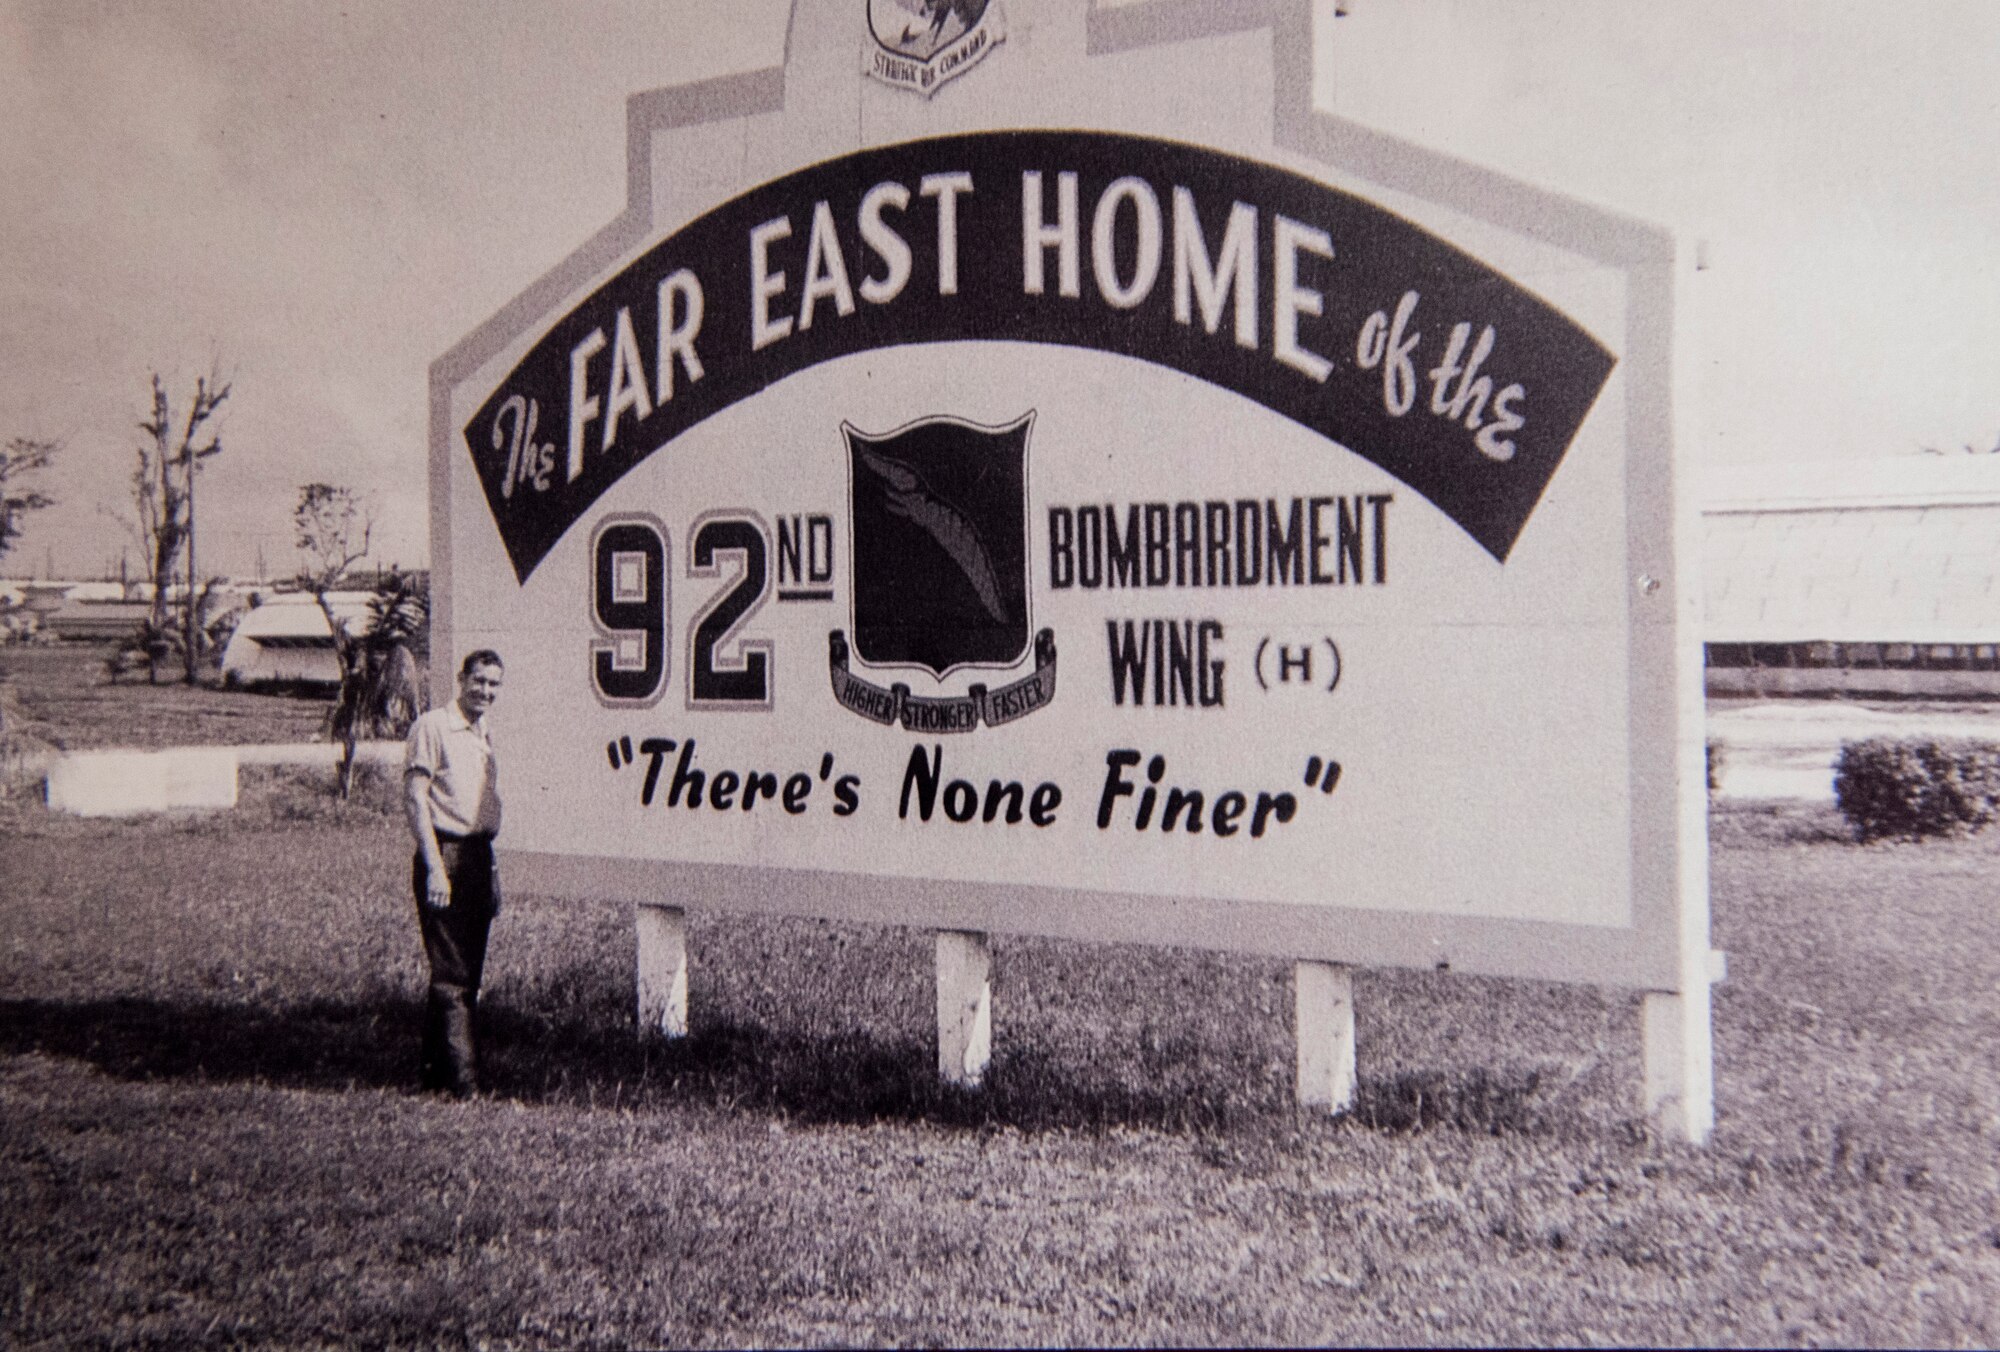 STRATEGIC AIR COMMAND
The FAR EAST HOME of the
92ND BOMBARDMENT
WING (H)
HIGHER STRONGER FASTER
"There's None Finer"